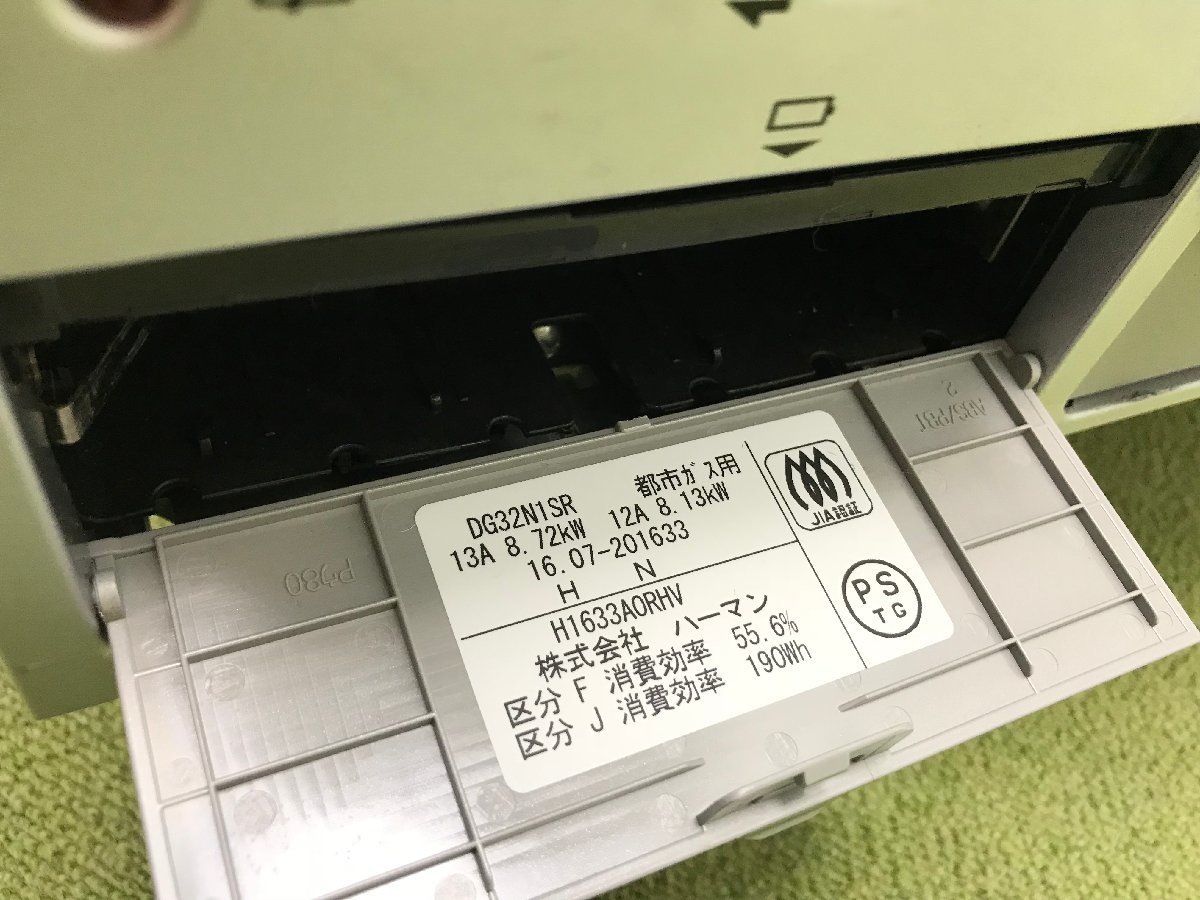 DG32N1SR 都市ガス用
13A 8.72kW 12A 8.13kW
16.07-201633
H N
H1633AORHV
株式会社 ハーマン
区分 F 消費効率 55.6%
区分 J 消費効率 190Wh
JIA認証
PS
TG
ABS/PBT
2